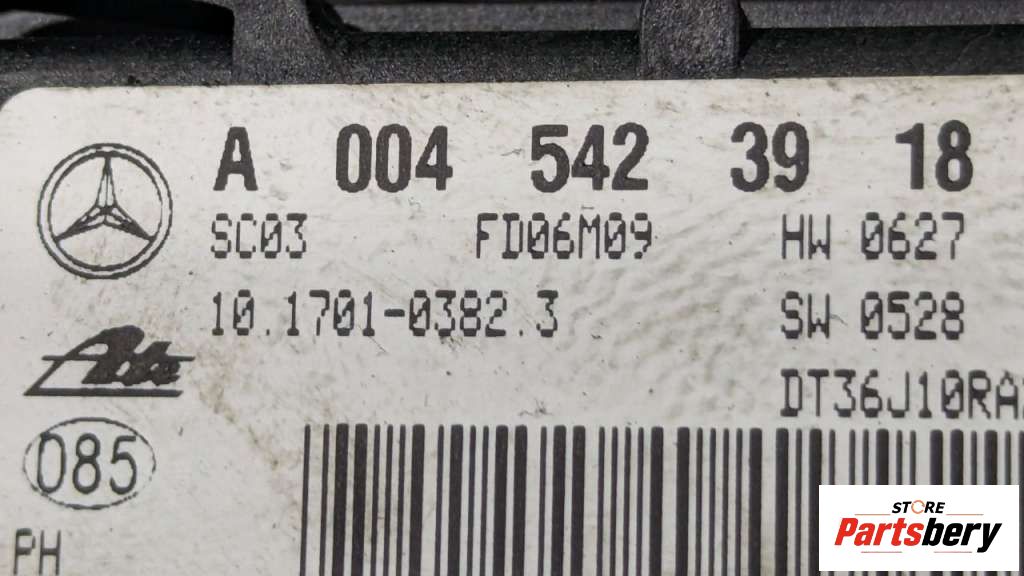 A 004 542 39 18
SC03 FD06M09 HW 0627
10.1701-0382.3 SW 0528
Ate
DT36J10RA
085
PH
STORE
Partsbery